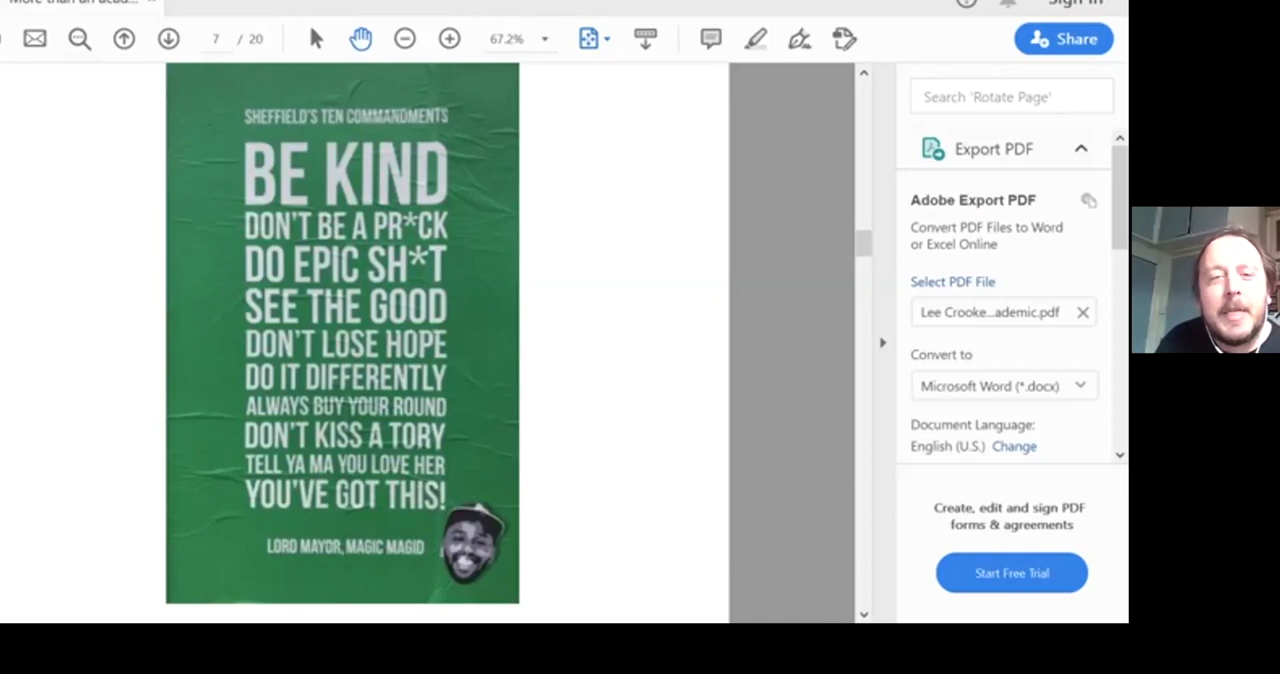 More than an acad...
Sign In
7 / 20
67.2%
Share
SHEFFIELD'S TEN COMMANDMENTS
BE KIND
DON'T BE A PR*CK
DO EPIC SH*T
SEE THE GOOD
DON'T LOSE HOPE
DO IT DIFFERENTLY
ALWAYS BUY YOUR ROUND
DON'T KISS A TORY
TELL YA MA YOU LOVE HER
YOU'VE GOT THIS!
LORD MAYOR, MAGIC MAGID
Search 'Rotate Page'
Export PDF
Adobe Export PDF
Convert PDF Files to Word
or Excel Online
Select PDF File
Lee Crooke...ademic.pdf
Convert to
Microsoft Word (*.docx)
Document Language:
English (U.S.) Change
Create, edit and sign PDF
forms & agreements
Start Free Trial